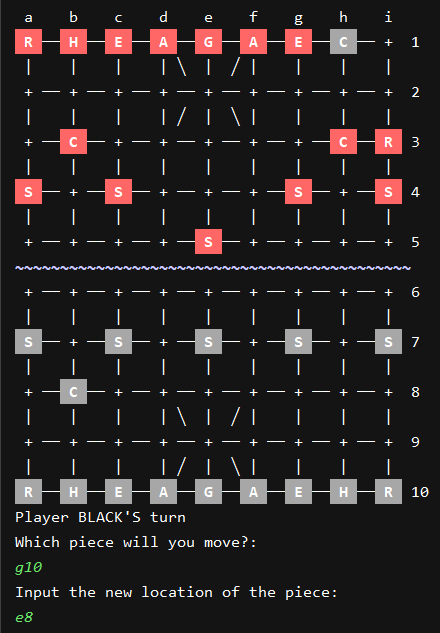 a b c d e f g h i
R──H──E──A──G──A──E──C── + 1
| | | | \ | / | | | |
+ ── + ── + ── + ── + ── + ── + ── + ── + 2
| | | | / | \ | | | |
+ ──C── + ── + ── + ── + ── + ──C──R 3
| | | | | | | | |
S── + ──S── + ── + ── + ──S── + ──S 4
| | | | | | | | |
+ ── + ── + ── + ──S── + ── + ── + ── + 5
~~~~~~~~~~~~~~~~~~~~~~~~~~~~~~~~~~~~~~~~~~~~
+ ── + ── + ── + ── + ── + ── + ── + ── + 6
| | | | | | | | |
S── + ──S── + ──S── + ──S── + ──S 7
| | | | | | | | |
+ ──C── + ── + ── + ── + ── + ── + ── + 8
| | | | \ | / | | | |
+ ── + ── + ── + ── + ── + ── + ── + ── + 9
| | | | / | \ | | | |
R──H──E──A──G──A──E──H──R 10
Player BLACK'S turn
Which piece will you move?:
g10
Input the new location of the piece:
e8